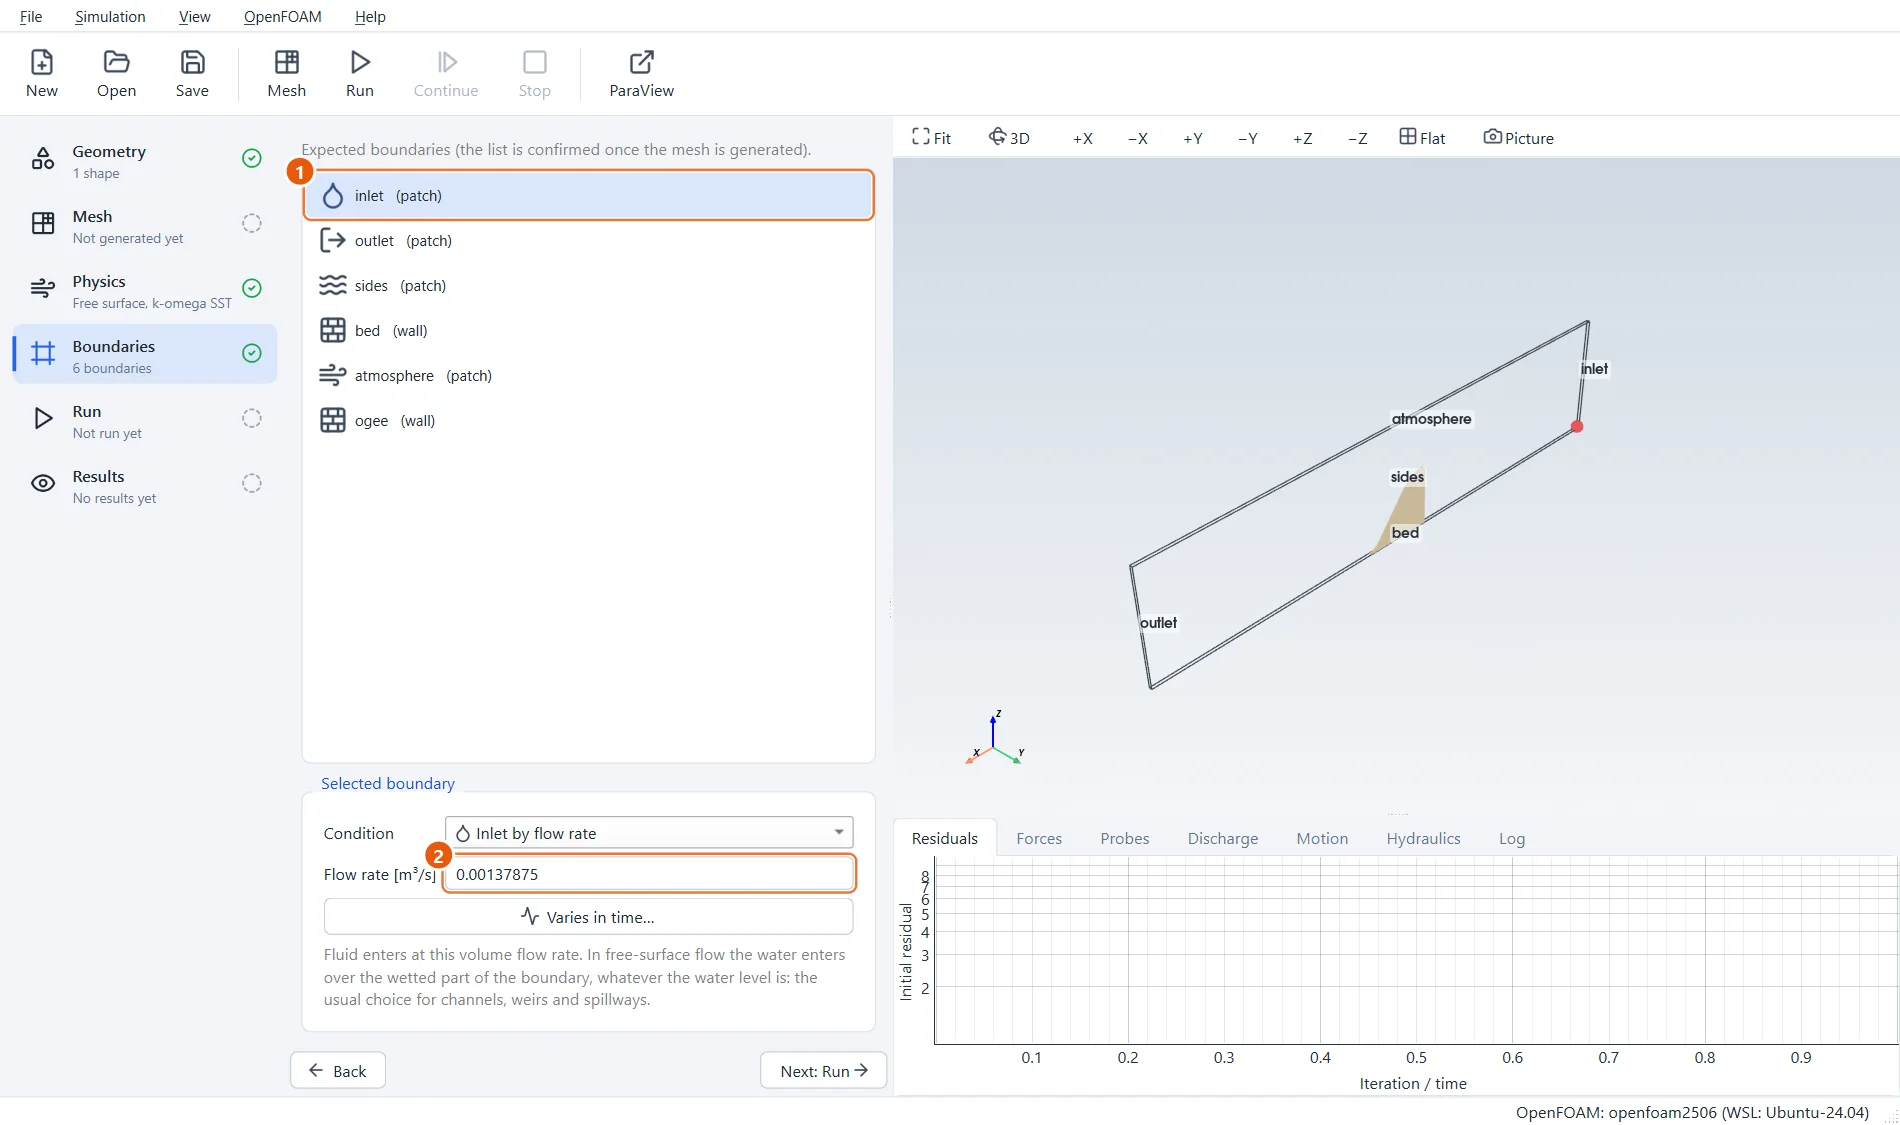 File Simulation View OpenFOAM Help
New Open Save Mesh Run Continue Stop ParaView
Geometry
1 shape
Mesh
Not generated yet
Physics
Free surface, k-omega SST
Boundaries
6 boundaries
Run
Not run yet
Results
No results yet
Expected boundaries (the list is confirmed once the mesh is generated).
1
inlet (patch)
outlet (patch)
sides (patch)
bed (wall)
atmosphere (patch)
ogee (wall)
Selected boundary
Condition Inlet by flow rate
2
Flow rate [m³/s] 0.00137875
Varies in time...
Fluid enters at this volume flow rate. In free-surface flow the water enters
over the wetted part of the boundary, whatever the water level is: the
usual choice for channels, weirs and spillways.
Back Next: Run
Fit 3D +X −X +Y −Y +Z −Z Flat Picture
inlet
atmosphere
sides
bed
outlet
Z
X Y
Residuals Forces Probes Discharge Motion Hydraulics Log
8
7
6
5
4
3
2
Initial residual
0.1 0.2 0.3 0.4 0.5 0.6 0.7 0.8 0.9
Iteration / time
OpenFOAM: openfoam2506 (WSL: Ubuntu-24.04)